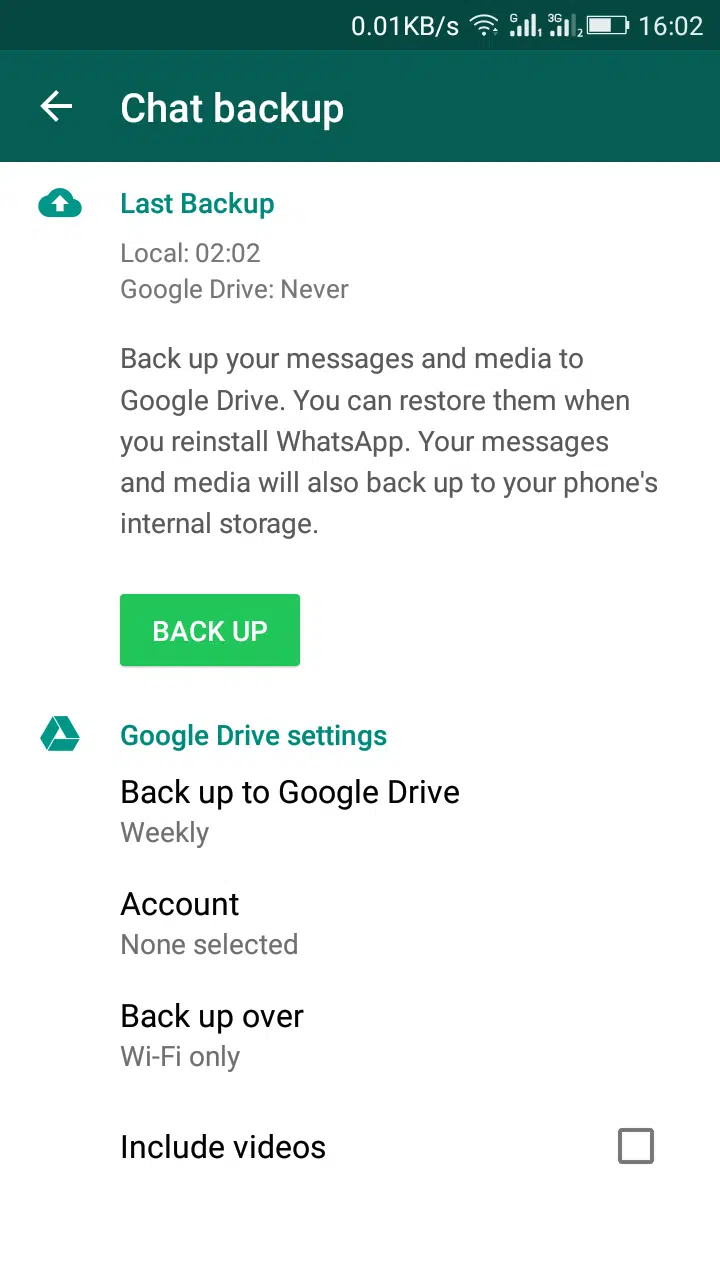 0.01KB/s G 1 3G 2 16:02
Chat backup
Last Backup
Local: 02:02
Google Drive: Never
Back up your messages and media to
Google Drive. You can restore them when
you reinstall WhatsApp. Your messages
and media will also back up to your phone's
internal storage.
BACK UP
Google Drive settings
Back up to Google Drive
Weekly
Account
None selected
Back up over
Wi-Fi only
Include videos